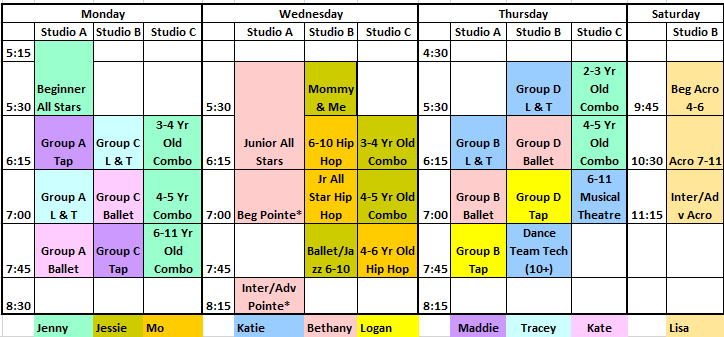 Monday Wednesday Thursday Saturday
Studio A Studio B Studio C Studio A Studio B Studio C Studio A Studio B Studio C Studio B
5:15 4:30
Beginner
All Stars
5:30
Mommy
& Me
5:30
Group D
L & T
2-3 Yr
Old
Combo
5:30
Beg Acro
4-6
9:45
Group A
Tap
Group C
L & T
3-4 Yr
Old
Combo
6:15
Junior All
Stars
6-10 Hip
Hop
3-4 Yr Old
Combo
6:15
Group B
L & T
Group D
Ballet
4-5 Yr
Old
Combo
6:15
Acro 7-11
10:30
Group A
L & T
Group C
Ballet
4-5 Yr
Combo
7:00
Beg Pointe*
Jr All
Star Hip
Hop
4-5 Yr Old
Combo
7:00
Group B
Ballet
Group D
Tap
6-11
Musical
Theatre
7:00
Inter/Ad
v Acro
11:15
Group A
Ballet
Group C
Tap
6-11 Yr
Old
Combo
7:45
Ballet/Ja
zz 6-10
4-6 Yr Old
Hip Hop
7:45
Group B
Tap
Dance
Team Tech
(10+)
7:45
8:30
Inter/Adv
Pointe*
8:15 8:15
Jenny Jessie Mo Katie Bethany Logan Maddie Tracey Kate Lisa